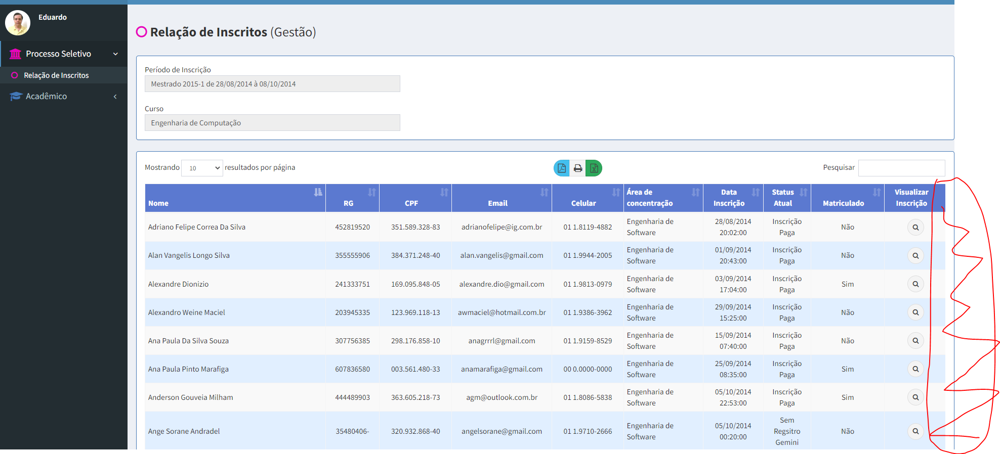 Eduardo
Processo Seletivo
Relação de Inscritos
Acadêmico
Relação de Inscritos (Gestão)
Período de Inscrição
Mestrado 2015-1 de 28/08/2014 à 08/10/2014
Curso
Engenharia de Computação
Mostrando 10 resultados por página
Pesquisar
Nome RG CPF Email Celular Área de concentração Data Inscrição Status Atual Matriculado Visualizar Inscrição
Adriano Felipe Correa Da Silva 452819520 351.589.328-83 adrianofelipe@ig.com.br 01 1.8119-4882 Engenharia de Software 28/08/2014 20:02:00 Inscrição Paga Não
Alan Vangelis Longo Silva 355555906 384.371.248-40 alan.vangelis@gmail.com 01 1.9944-2005 Engenharia de Software 01/09/2014 20:43:00 Inscrição Paga Não
Alexandre Dionizio 241333751 169.095.848-05 alexandre.dio@gmail.com 01 1.9813-0979 Engenharia de Software 03/09/2014 17:04:00 Inscrição Paga Sim
Alexandro Weine Maciel 203945335 123.969.118-13 awmaciel@hotmail.com.br 01 1.9386-3962 Engenharia de Software 29/09/2014 15:25:00 Inscrição Paga Não
Ana Paula Da Silva Souza 307756385 298.176.858-10 anagrrrl@gmail.com 01 1.9159-8529 Engenharia de Software 15/09/2014 07:40:00 Inscrição Paga Não
Ana Paula Pinto Marafiga 607836580 003.561.480-33 anamarafiga@gmail.com 00 0.0000-0000 Engenharia de Software 25/09/2014 08:35:00 Inscrição Paga Sim
Anderson Gouveia Milham 444489903 363.605.218-73 agm@outlook.com.br 01 1.8086-5838 Engenharia de Software 05/10/2014 22:53:00 Inscrição Paga Sim
Ange Sorane Andradel 35480406- 320.932.868-40 angelsorane@gmail.com 01 1.9710-2666 Engenharia de Software 05/10/2014 00:20:00 Sem Regsitro Gemini Não